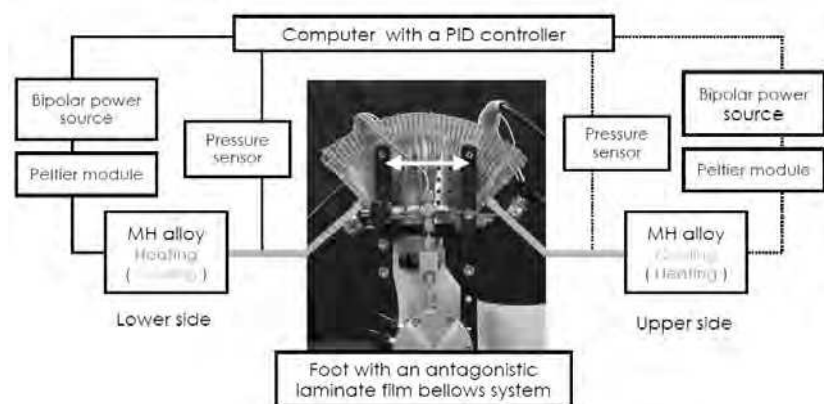 Computer with a PID controller
Bipolar power
source
Pressure
sensor
Peltier module
MH alloy
Heating
(Cooling)
Lower side
Pressure
sensor
Bipolar power
source
Peltier module
MH alloy
Cooling
(Heating)
Upper side
Foot with an antagonistic
laminate film bellows system